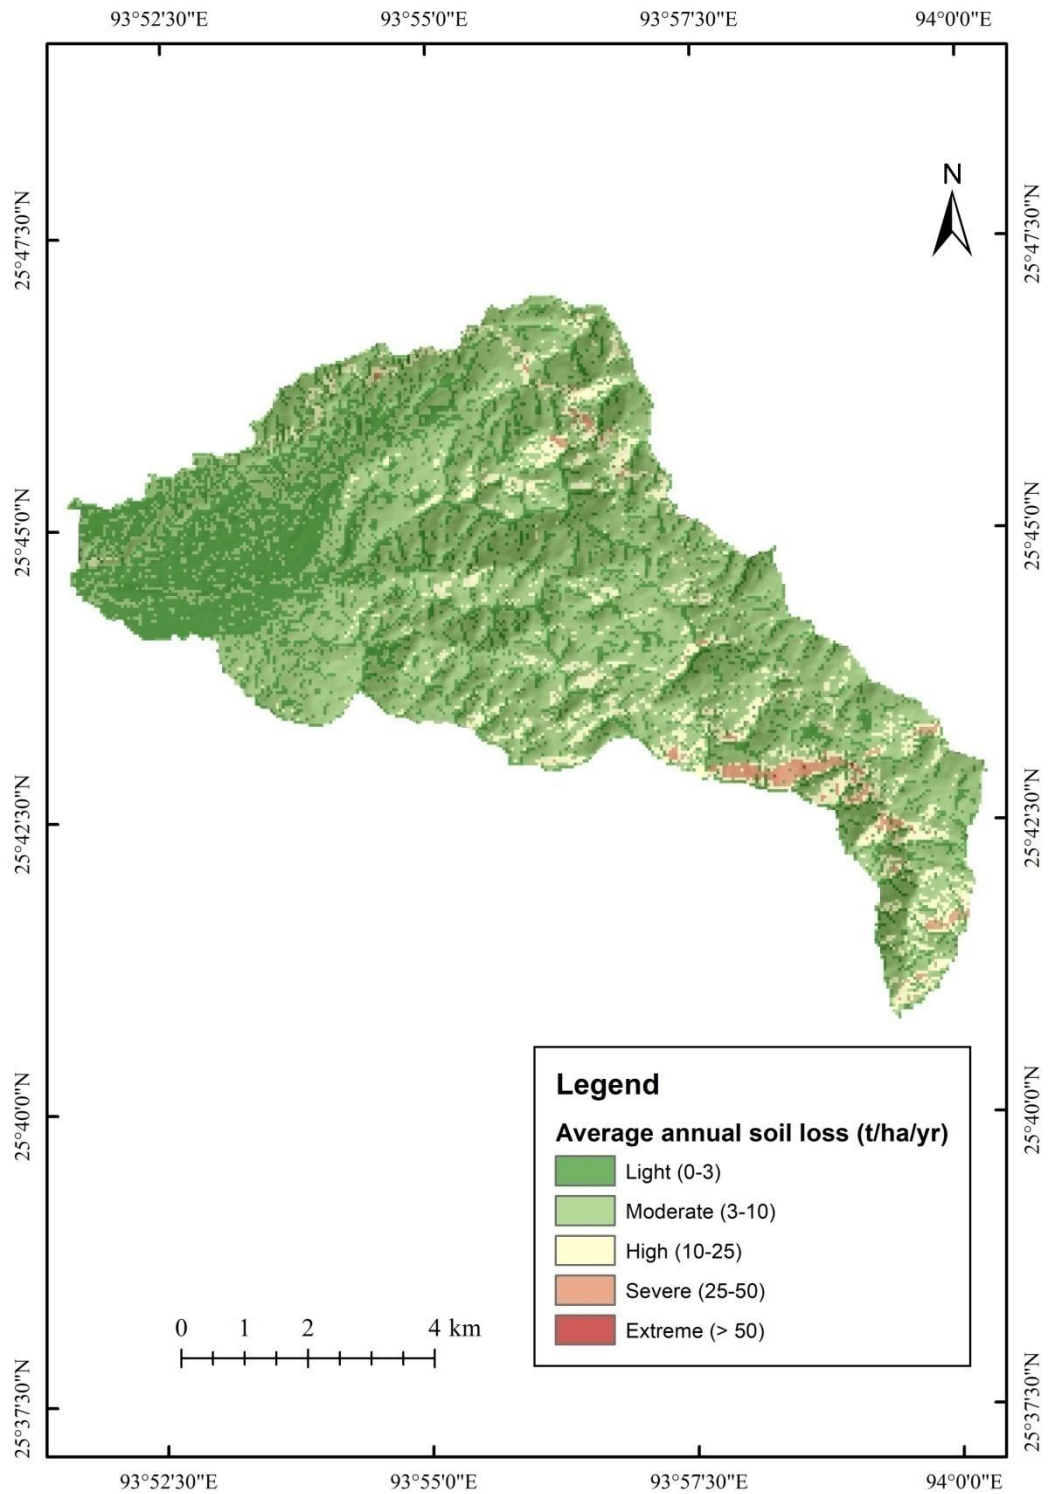 93°52'30"E 93°55'0"E 93°57'30"E 94°0'0"E
N
25°47'30"N 25°47'30"N
25°45'0"N 25°45'0"N
25°42'30"N 25°42'30"N
25°40'0"N 25°40'0"N
25°37'30"N 25°37'30"N
Legend
Average annual soil loss (t/ha/yr)
Light (0-3)
Moderate (3-10)
High (10-25)
Severe (25-50)
Extreme (> 50)
0 1 2 4 km
93°52'30"E 93°55'0"E 93°57'30"E 94°0'0"E